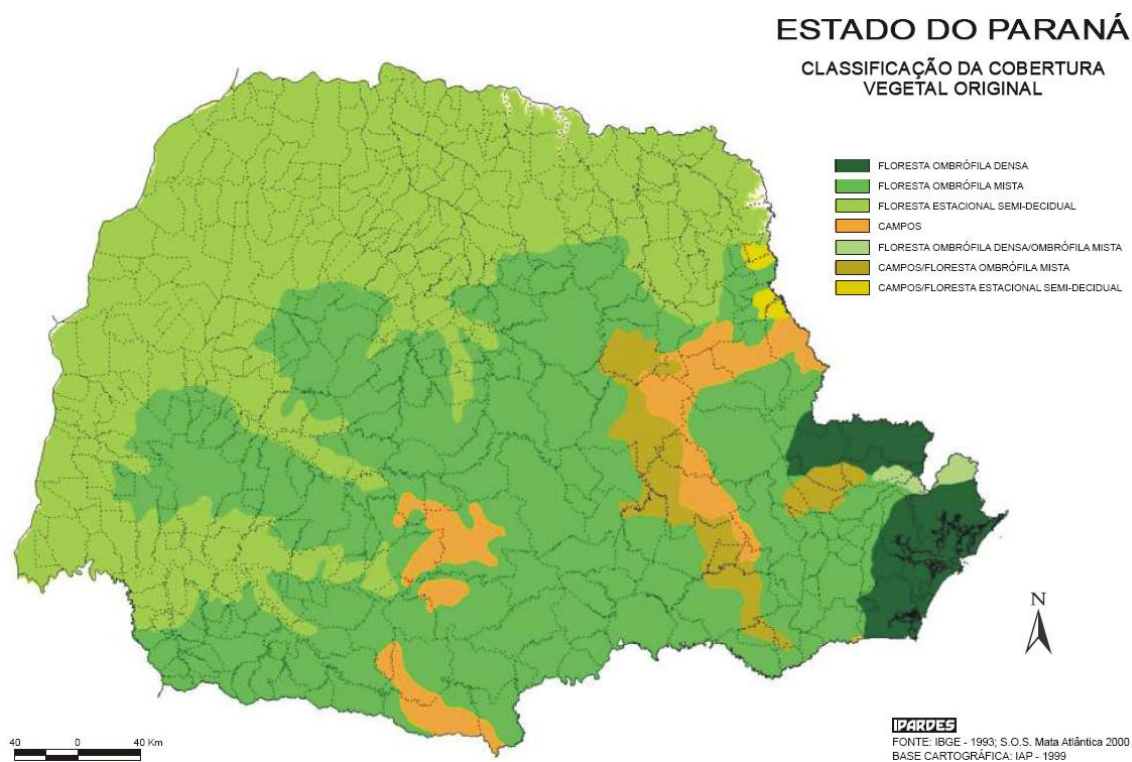 ESTADO DO PARANÁ
CLASSIFICAÇÃO DA COBERTURA
VEGETAL ORIGINAL
FLORESTA OMBRÓFILA DENSA
FLORESTA OMBRÓFILA MISTA
FLORESTA ESTACIONAL SEMI-DECIDUAL
CAMPOS
FLORESTA OMBRÓFILA DENSA/OMBRÓFILA MISTA
CAMPOS/FLORESTA OMBRÓFILA MISTA
CAMPOS/FLORESTA ESTACIONAL SEMI-DECIDUAL
N
40 0 40 Km
IPARDES
FONTE: IBGE - 1993; S.O.S. Mata Atlântica 2000
BASE CARTOGRÁFICA: IAP - 1999